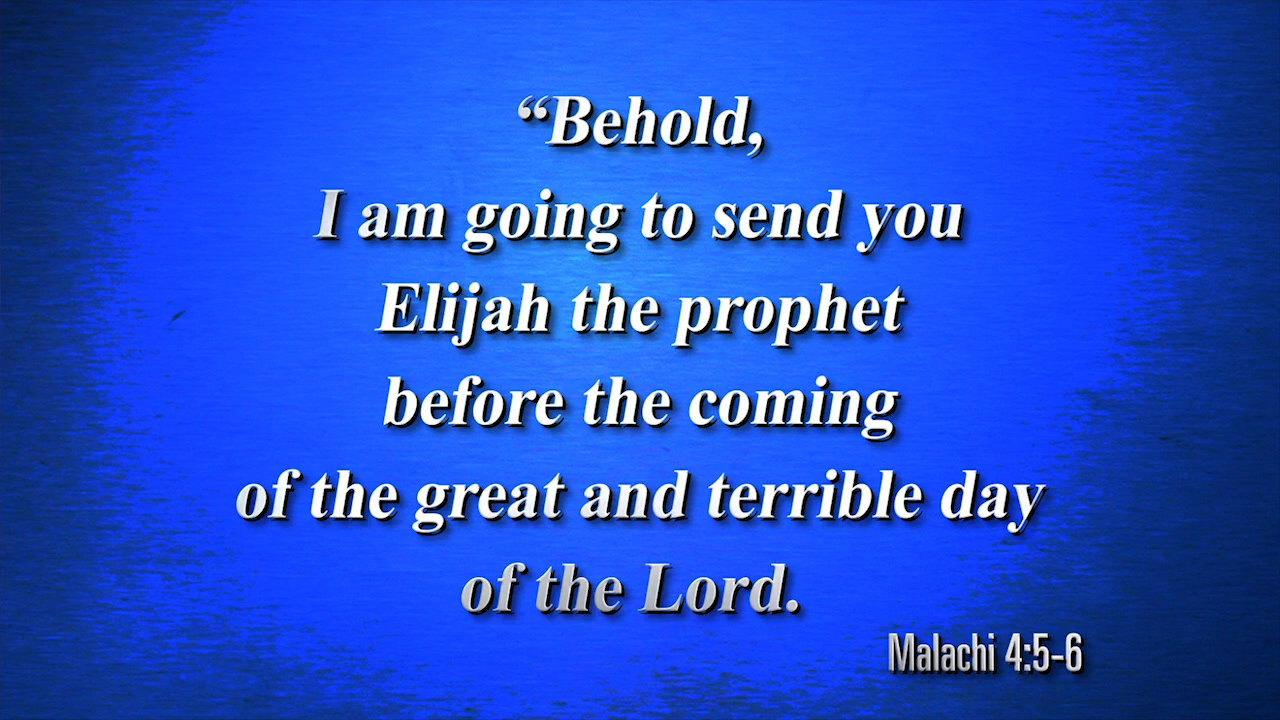 “Behold,
I am going to send you
Elijah the prophet
before the coming
of the great and terrible day
of the Lord.
Malachi 4:5-6